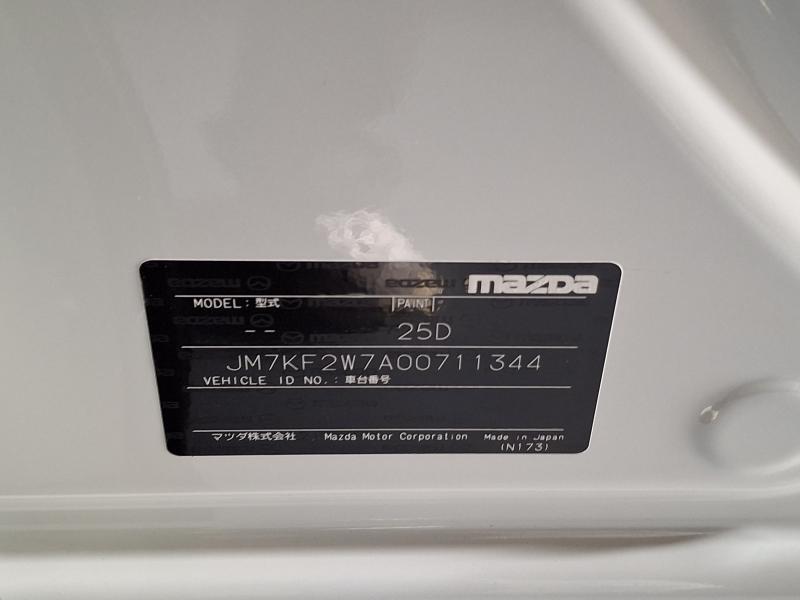 mazda
MODEL:型式 PAINT
-- 25D
JM7KF2W7A00711344
VEHICLE ID NO.:車台番号
マツダ株式会社 Mazda Motor Corporation Made in Japan
(N173)